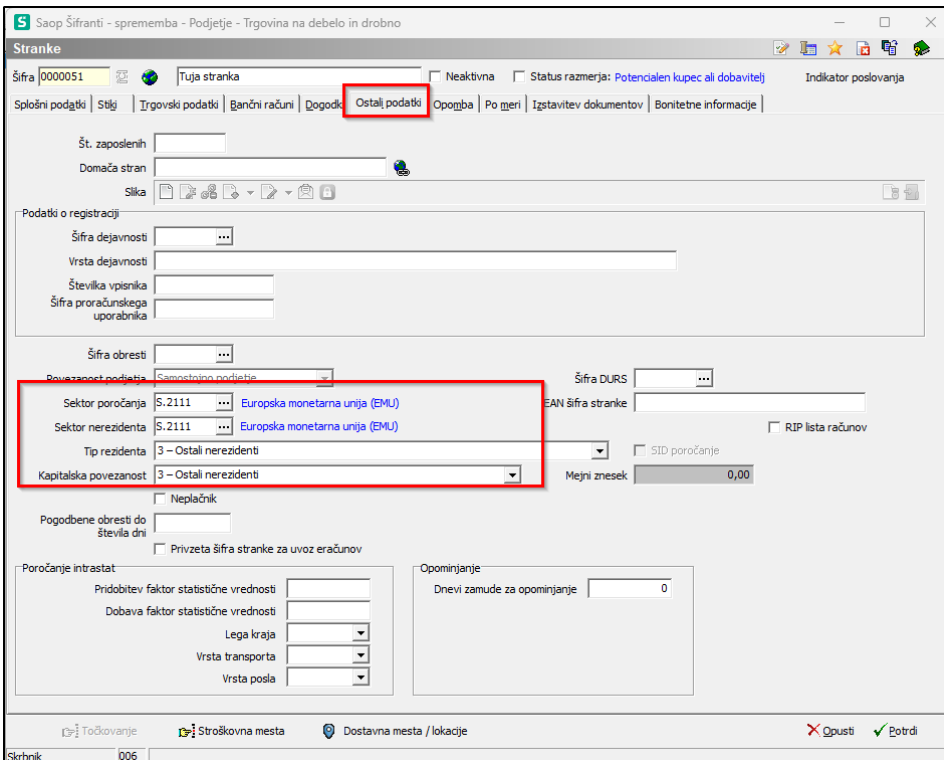 Saop Šifranti - sprememba - Podjetje - Trgovina na debelo in drobno
Stranke
Šifra 0000051 Tuja stranka Neaktivna Status razmerja: Potencialen kupec ali dobavitelj Indikator poslovanja
Splošni podatki Stiki Trgovski podatki Bančni računi Ostali podatki Opomba Po meri Izstavitev dokumentov Bonitetne informacije
Št. zaposlenih
Domača stran
Slika
Podatki o registraciji
Šifra dejavnosti ...
Vrsta dejavnosti
Številka vpisnika
Šifra proračunskega
uporabnika
Šifra obresti ...
Povezanost podjetja Samostojno podjetje Šifra DURS ...
Sektor poročanja S.2111 ... Europska monetarna unija (EMU) EAN šifra stranke
Sektor nerezidenta S.2111 ... Europska monetarna unija (EMU) RIP lista računov
Tip rezidenta 3 – Ostali nerezidenti SID poročanje
Kapitalska povezanost 3 – Ostali nerezidenti Mejni znesek 0,00
Neplačnik
Pogodbene obresti do
števila dni
Privzeta šifra stranke za uvoz eračunov
Poročanje intrastat Opominjanje
Pridobitev faktor statistične vrednosti Dnevi zamude za opominjanje 0
Dobava faktor statistične vrednosti
Lega kraja
Vrsta transporta
Vrsta posla
Točkovanje Stroškovna mesta Dostavna mesta / lokacije Opusti Potrdi
Skrbnik 006